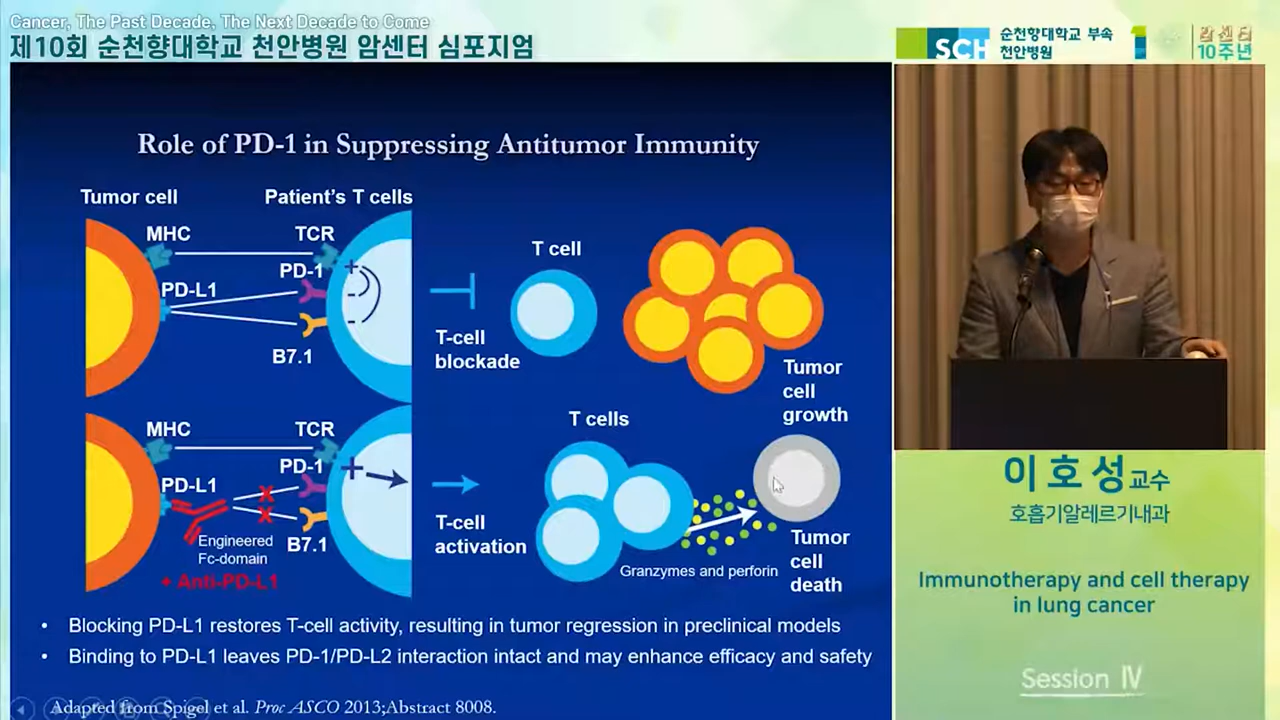 Cancer, The Past Decade, The Next Decade to Come
제10회 순천향대학교 천안병원 암센터 심포지엄
SCH
순천향대학교 부속
천안병원
암센터
10주년
Role of PD-1 in Suppressing Antitumor Immunity
Tumor cell
Patient's T cells
MHC
TCR
PD-1
PD-L1
B7.1
+
-
-
T-cell
blockade
T cell
Tumor
cell
growth
MHC
TCR
PD-1
PD-L1
+
x
x
B7.1
Engineered
Fc-domain
• Anti-PD-L1
T-cell
activation
T cells
Granzymes and perforin
Tumor
cell
death
• Blocking PD-L1 restores T-cell activity, resulting in tumor regression in preclinical models
• Binding to PD-L1 leaves PD-1/PD-L2 interaction intact and may enhance efficacy and safety
Adapted from Spigel et al. Proc ASCO 2013;Abstract 8008.
이 호 성 교수
호흡기알레르기내과
Immunotherapy and cell therapy
in lung cancer
Session Ⅳ